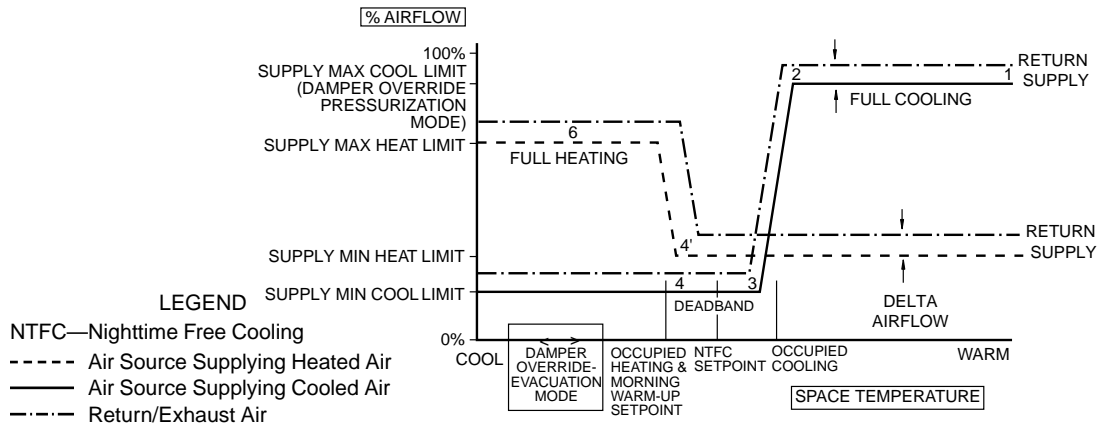 % AIRFLOW
100%
SUPPLY MAX COOL LIMIT
(DAMPER OVERRIDE
PRESSURIZATION
MODE)
SUPPLY MAX HEAT LIMIT
SUPPLY MIN HEAT LIMIT
SUPPLY MIN COOL LIMIT
0%
6
FULL HEATING
2
1
FULL COOLING
RETURN
SUPPLY
4'
4
3
DEADBAND
RETURN
SUPPLY
DELTA
AIRFLOW
COOL
DAMPER
OVERRIDE-
EVACUATION
MODE
OCCUPIED
HEATING &
MORNING
WARM-UP
SETPOINT
NTFC
SETPOINT
OCCUPIED
COOLING
WARM
SPACE TEMPERATURE
LEGEND
NTFC—Nighttime Free Cooling
Air Source Supplying Heated Air
Air Source Supplying Cooled Air
Return/Exhaust Air